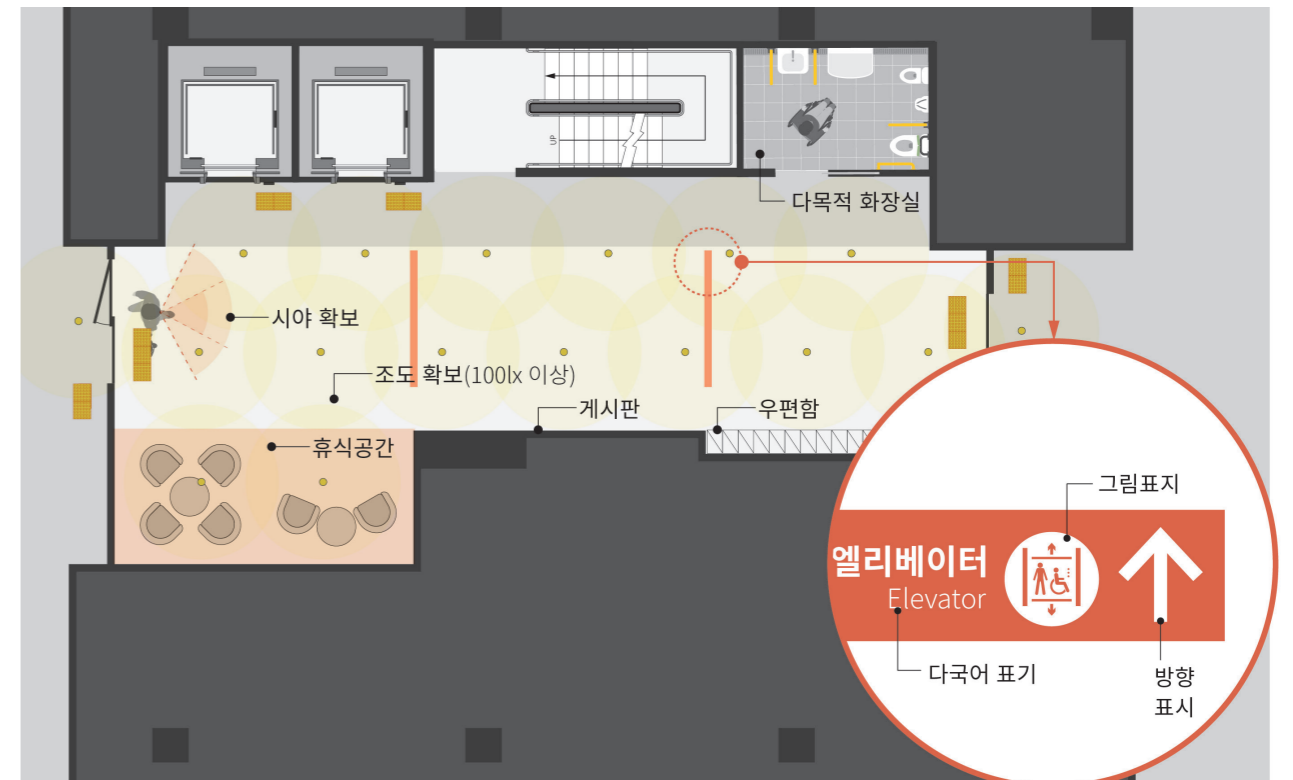 UP
다목적 화장실
시야 확보
조도 확보(100lx 이상)
게시판
우편함
휴식공간
그림표지
엘리베이터
Elevator
다국어 표기
방향
표시